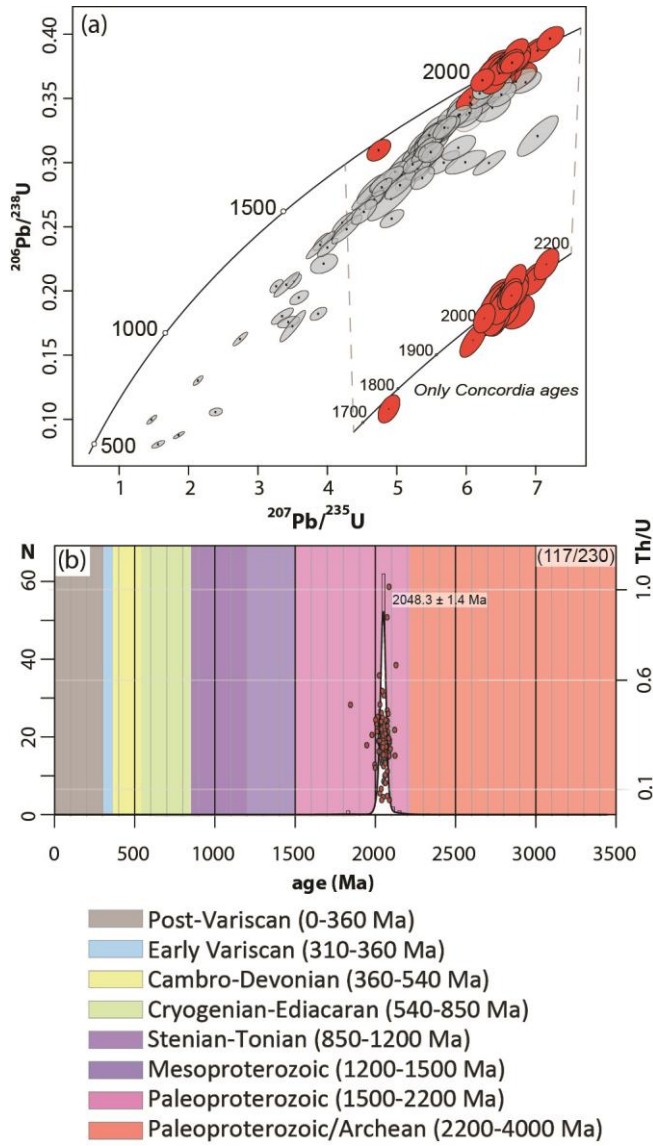 (a)
0.40
0.35
0.30
0.25
0.20
0.15
0.10
206Pb/238U
2000
1500
1000
500
2200
2000
1900
1800
1700
Only Concordia ages
1 2 3 4 5 6 7
207Pb/235U
N
(b)
(117/230)
Th/U
60
40
20
0
1.0
0.6
0.1
2048.3 ± 1.4 Ma
0 500 1000 1500 2000 2500 3000 3500
age (Ma)
Post-Variscan (0-360 Ma)
Early Variscan (310-360 Ma)
Cambro-Devonian (360-540 Ma)
Cryogenian-Ediacaran (540-850 Ma)
Stenian-Tonian (850-1200 Ma)
Mesoproterozoic (1200-1500 Ma)
Paleoproterozoic (1500-2200 Ma)
Paleoproterozoic/Archean (2200-4000 Ma)